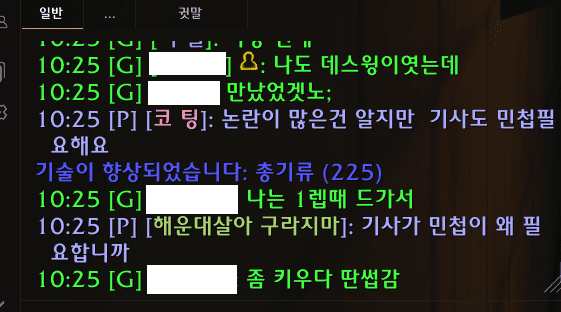 일반 ... 귓말
10:25 [G]
10:25 [G] [ ] : 나도 데스윙이엿는데
10:25 [G] 만났었겟노;
10:25 [P] [코 팅]: 논란이 많은건 알지만 기사도 민첩필
요해요
기술이 향상되었습니다: 총기류 (225)
10:25 [G] 나는 1렙때 드가서
10:25 [P] [해운대살아 구라지마]: 기사가 민첩이 왜 필
요합니까
10:25 [G] 좀 키우다 딴썹감